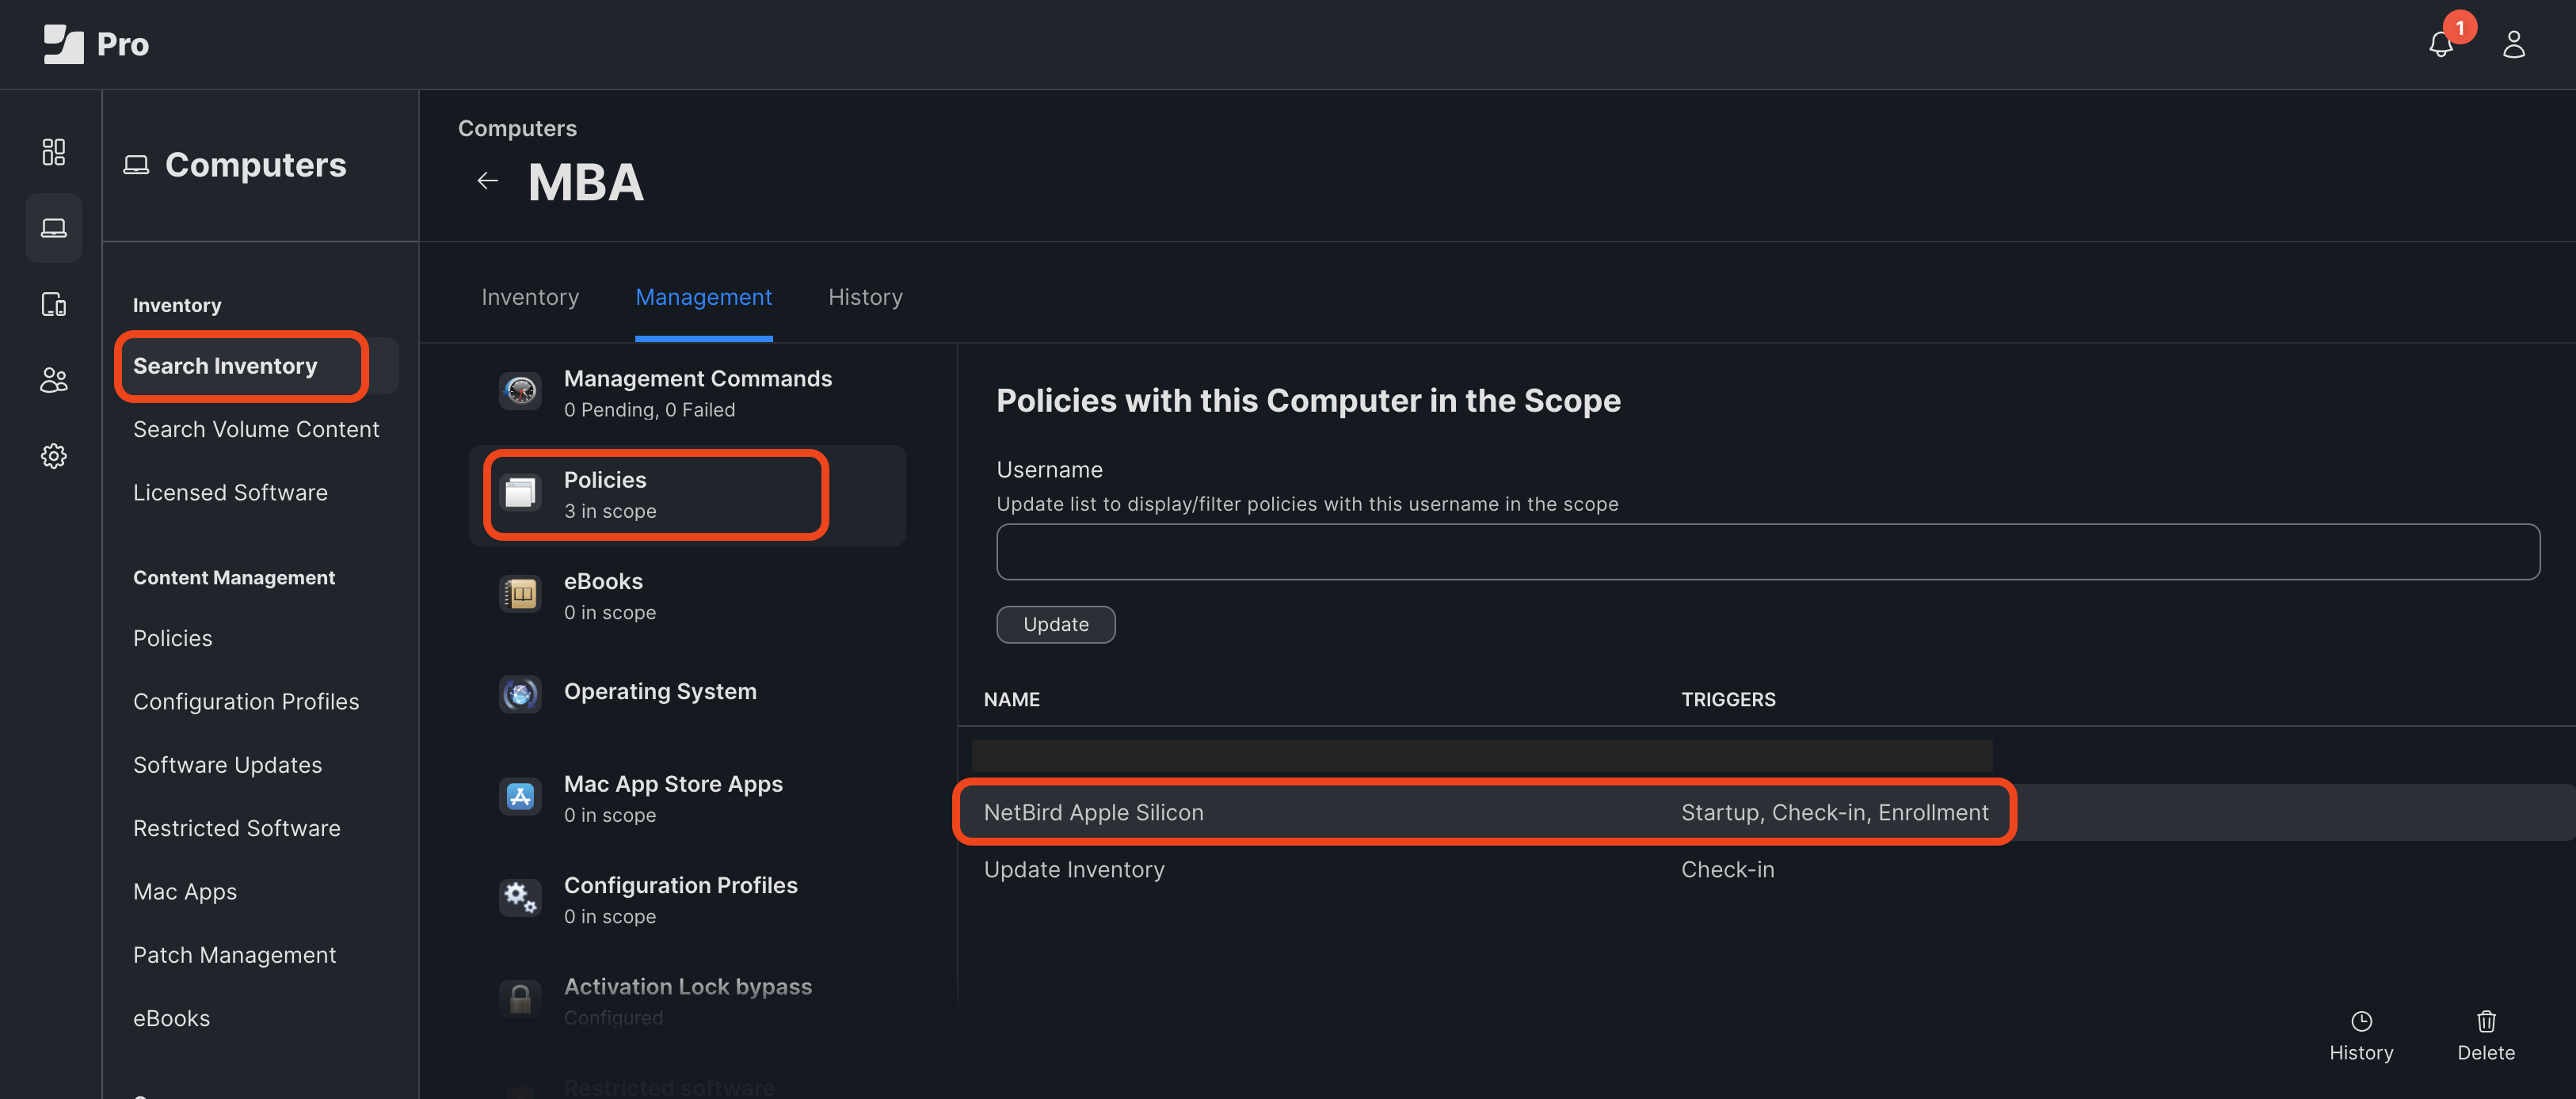 Pro
1
Computers
Inventory
Search Inventory
Search Volume Content
Licensed Software
Content Management
Policies
Configuration Profiles
Software Updates
Restricted Software
Mac Apps
Patch Management
eBooks
Computers
MBA
Inventory
Management
History
Management Commands
0 Pending, 0 Failed
Policies
3 in scope
eBooks
0 in scope
Operating System
Mac App Store Apps
0 in scope
Configuration Profiles
0 in scope
Activation Lock bypass
Configured
Restricted software
Policies with this Computer in the Scope
Username
Update list to display/filter policies with this username in the scope
Update
NAME TRIGGERS
NetBird Apple Silicon Startup, Check-in, Enrollment
Update Inventory Check-in
History
Delete